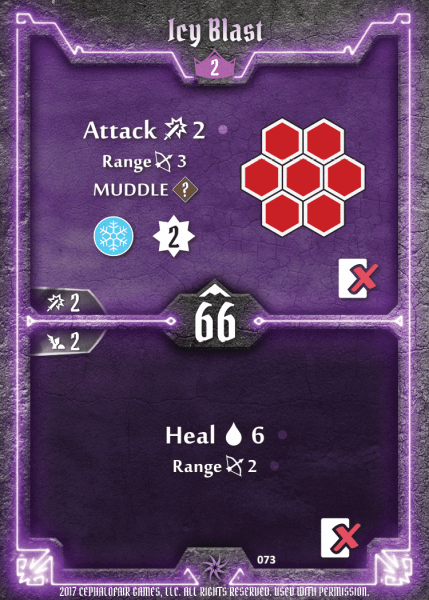 Icy Blast
2
Attack 2
Range 3
MUDDLE ?
2
2
66
2
Heal 6
Range 2
073
2017 CEPHALOFAIR GAMES, LLC. ALL RIGHTS RESERVED. USED WITH PERMISSION.